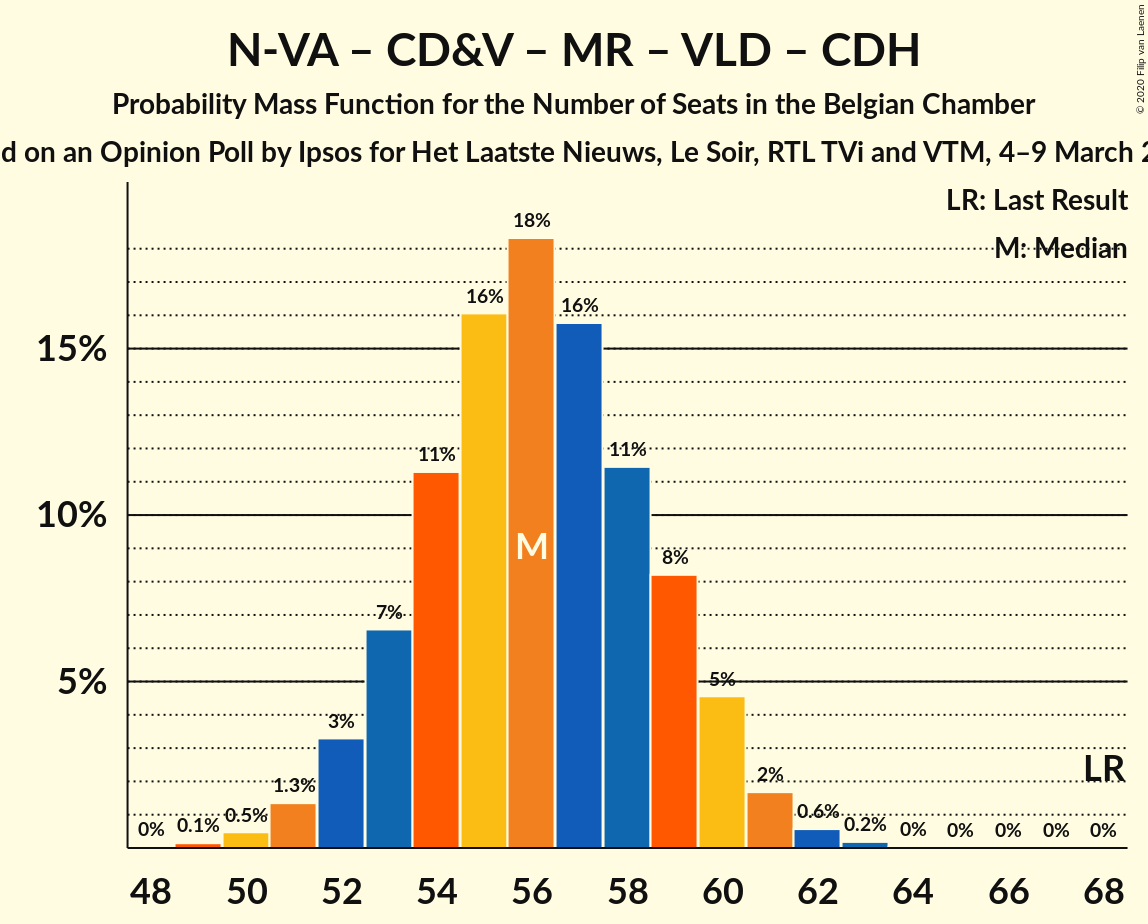 N-VA – CD&V – MR – VLD – CDH
Probability Mass Function for the Number of Seats in the Belgian Chamber
on an Opinion Poll by Ipsos for Het Laatste Nieuws, Le Soir, RTL TVi and VTM, 4–9 March
© 2020 Filip van Laenen
LR: Last Result
M: Median
18%
16%
16%
15%
11%
11%
10%
M
8%
7%
5%
5%
3%
LR
2%
1.3%
0.5%
0.6%
0%
0.1%
0.2%
0%
0%
0%
0%
0%
48 50 52 54 56 58 60 62 64 66 68